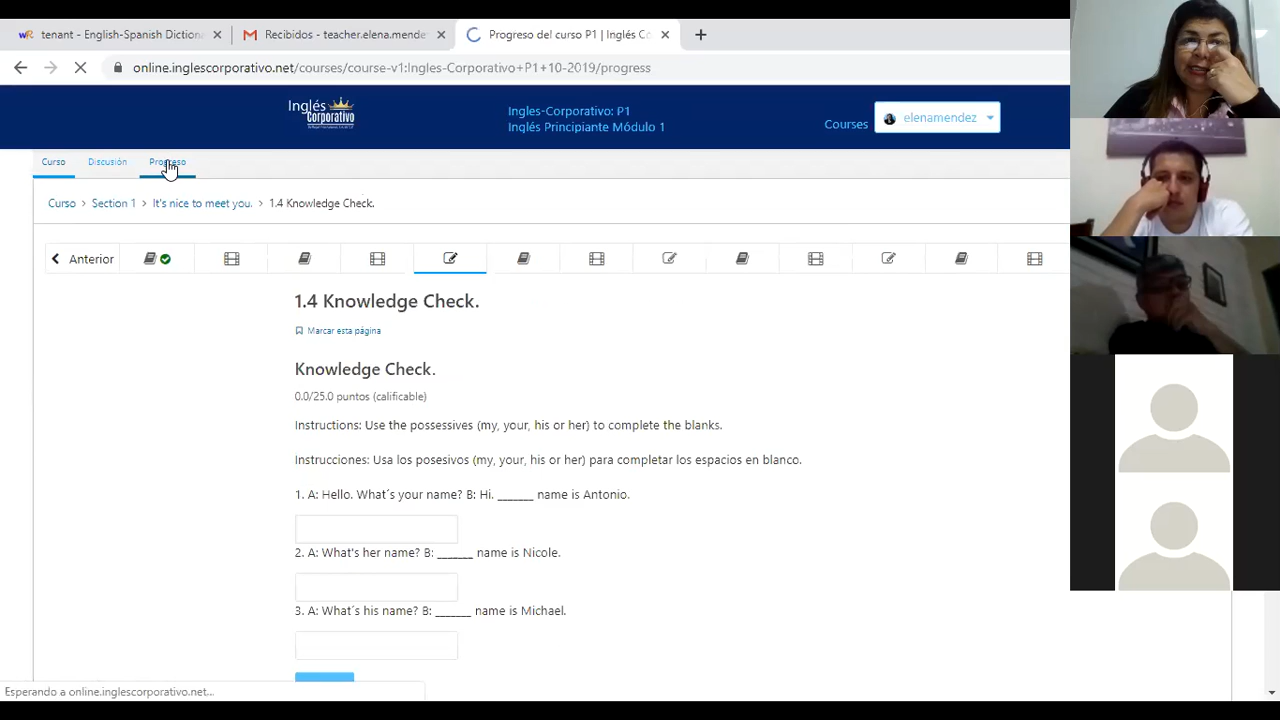 tenant - English-Spanish Dictiona
Recibidos - teacher.elena.mende
Progreso del curso P1 | Inglés Co
online.inglescorporativo.net/courses/course-v1:Ingles-Corporativo+P1+10-2019/progress
Inglés
Corporativo
Ingles-Corporativo: P1
Inglés Principiante Módulo 1
Courses
elenamendez
Curso
Discusión
Progreso
Curso > Section 1 > It's nice to meet you. > 1.4 Knowledge Check.
Anterior
1.4 Knowledge Check.
Marcar esta página
Knowledge Check.
0.0/25.0 puntos (calificable)
Instructions: Use the possessives (my, your, his or her) to complete the blanks.
Instrucciones: Usa los posesivos (my, your, his or her) para completar los espacios en blanco.
1. A: Hello. What´s your name? B: Hi. _______ name is Antonio.
2. A: What's her name? B: _______ name is Nicole.
3. A: What´s his name? B: _______ name is Michael.
Esperando a online.inglescorporativo.net...